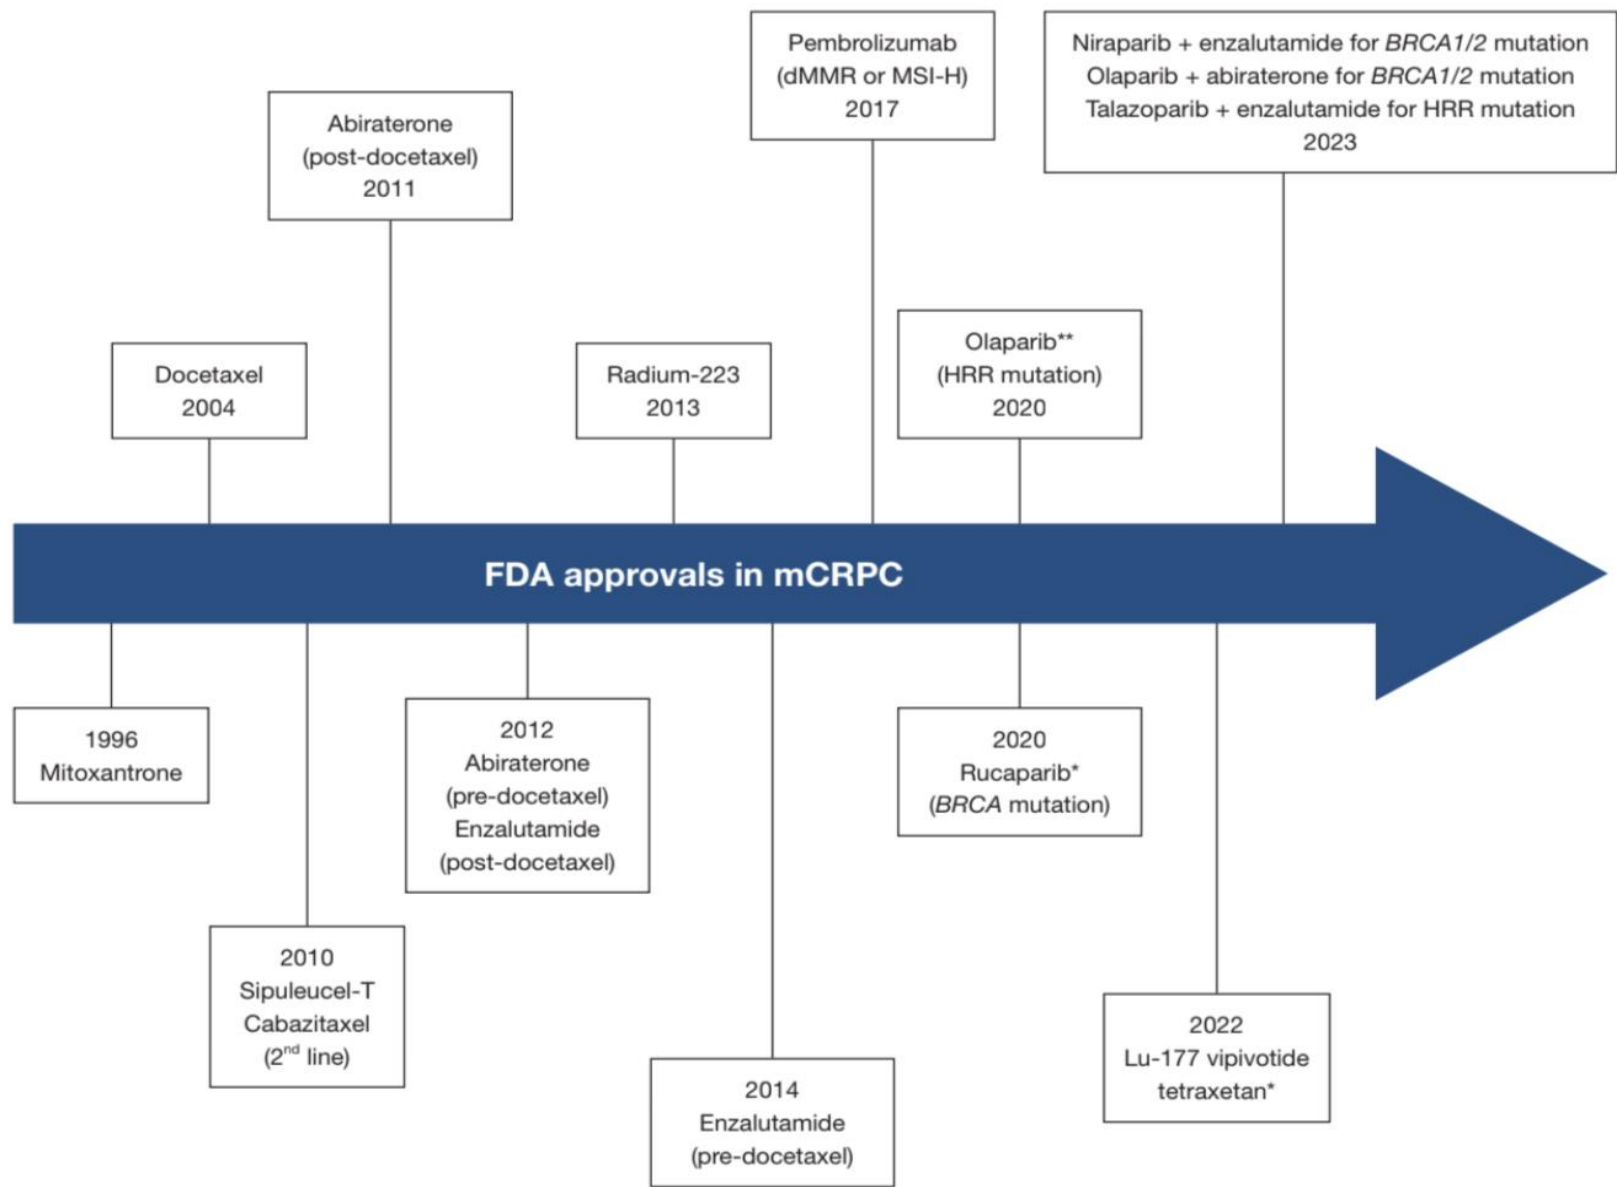 Pembrolizumab
(dMMR or MSI-H)
2017
Niraparib + enzalutamide for BRCA1/2 mutation
Olaparib + abiraterone for BRCA1/2 mutation
Talazoparib + enzalutamide for HRR mutation
2023
Abiraterone
(post-docetaxel)
2011
Docetaxel
2004
Radium-223
2013
Olaparib**
(HRR mutation)
2020
FDA approvals in mCRPC
1996
Mitoxantrone
2012
Abiraterone
(pre-docetaxel)
Enzalutamide
(post-docetaxel)
2020
Rucaparib*
(BRCA mutation)
2010
Sipuleucel-T
Cabazitaxel
(2nd line)
2022
Lu-177 vipivotide
tetraxetan*
2014
Enzalutamide
(pre-docetaxel)